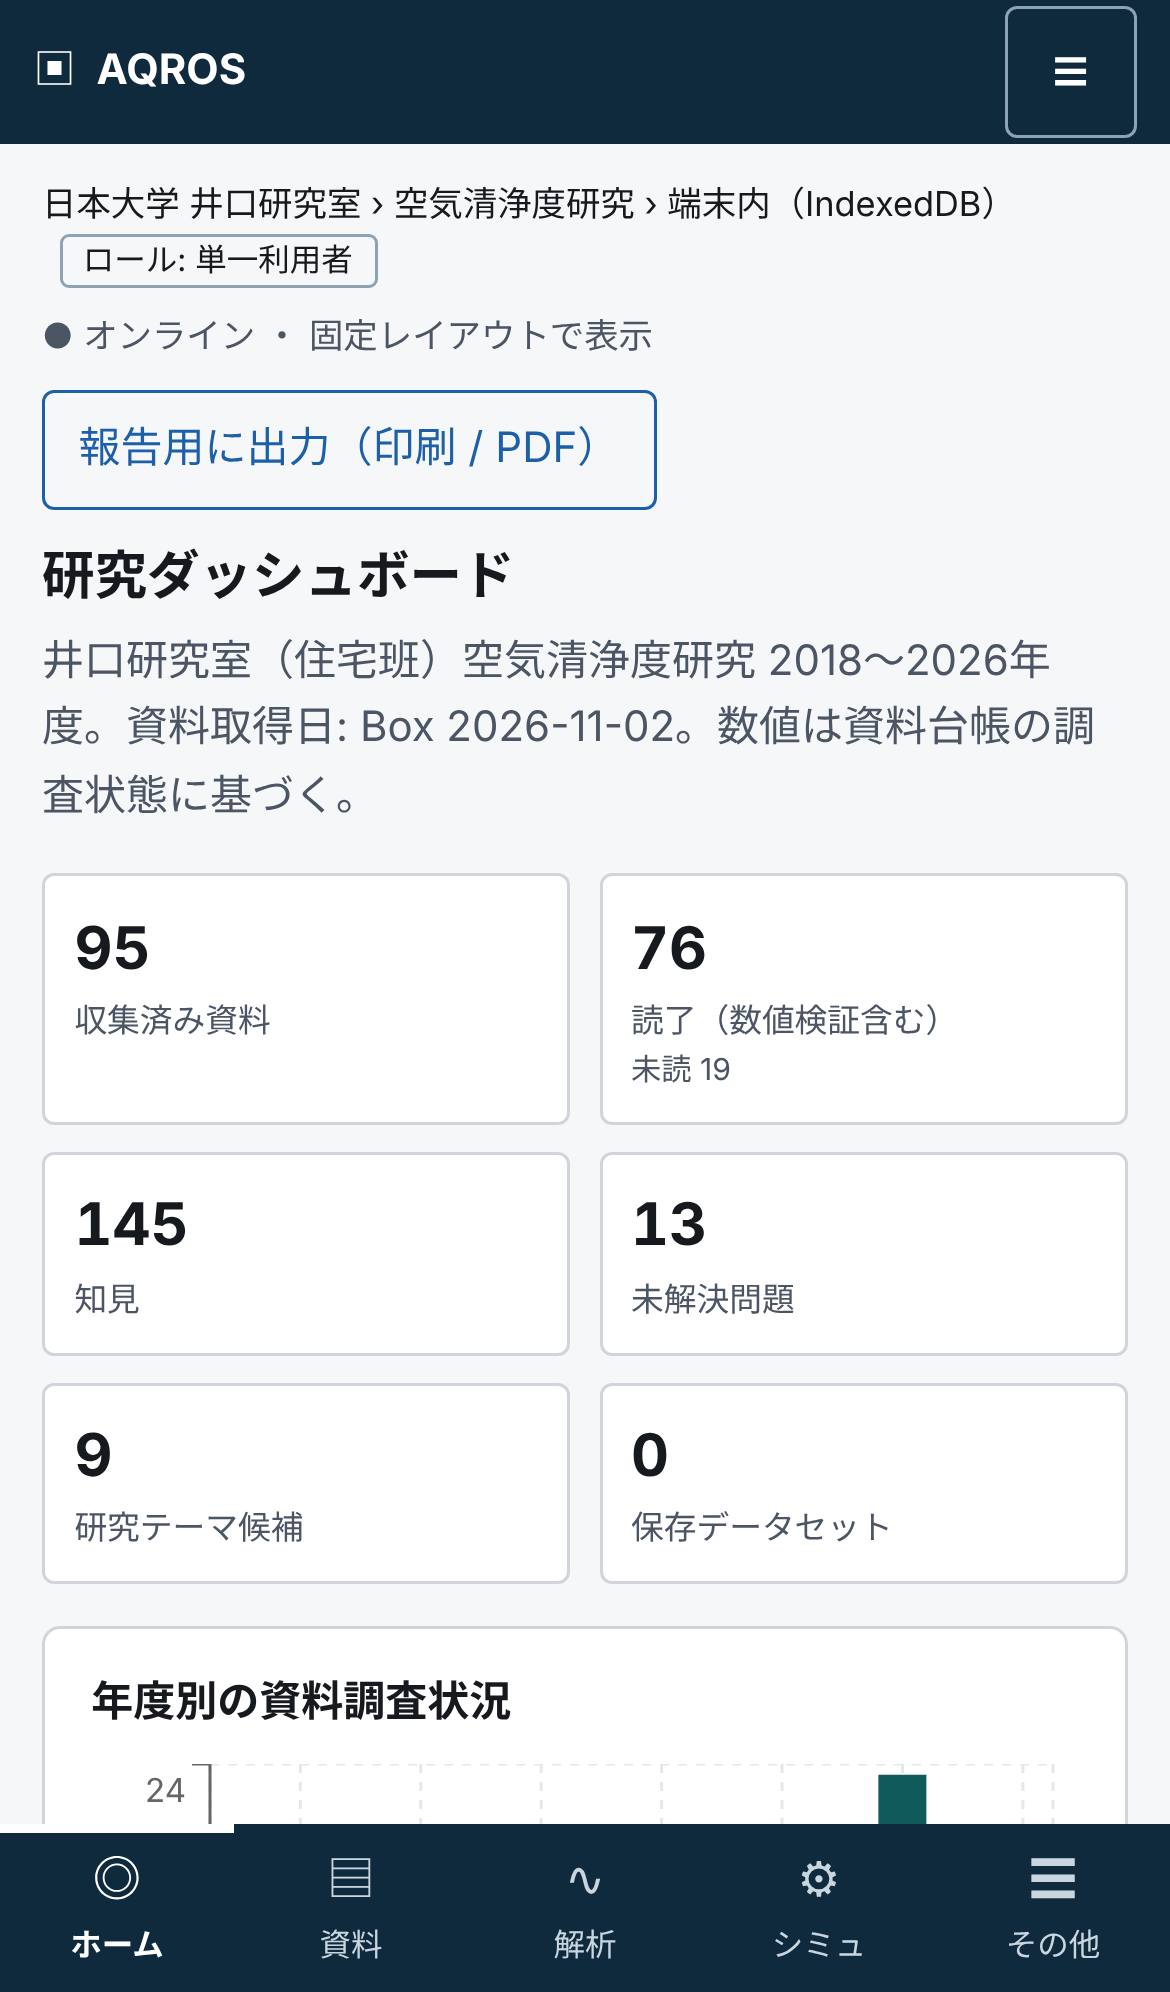 AQROS
日本大学 井口研究室 › 空気清浄度研究 › 端末内（IndexedDB）
ロール: 単一利用者
● オンライン ・ 固定レイアウトで表示
報告用に出力（印刷 / PDF）
研究ダッシュボード
井口研究室（住宅班）空気清浄度研究 2018〜2026年
度。資料取得日: Box 2026-11-02。数値は資料台帳の調
査状態に基づく。
95
収集済み資料
76
読了（数値検証含む）
未読 19
145
知見
13
未解決問題
9
研究テーマ候補
0
保存データセット
年度別の資料調査状況
24
ホーム
資料
解析
シミュ
その他